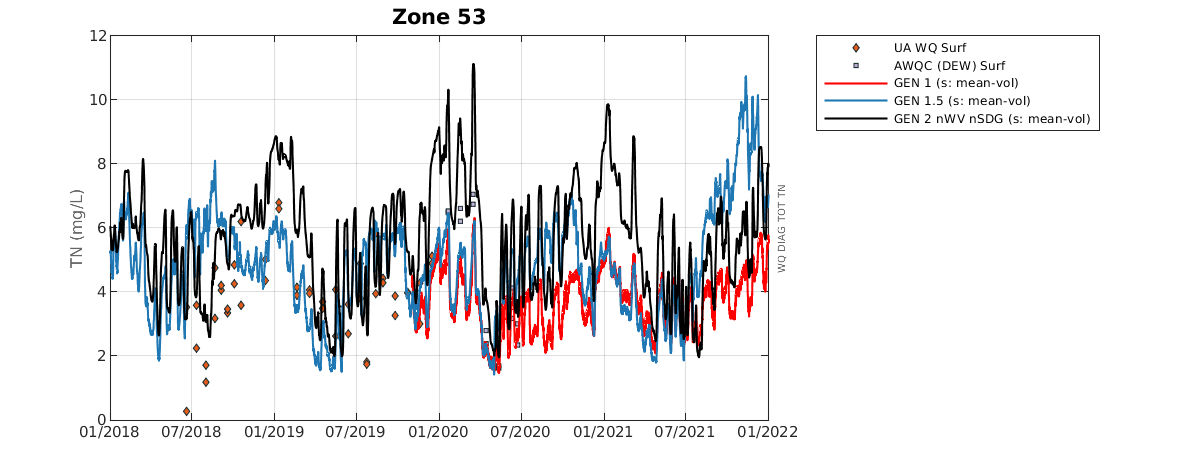 Zone 53
12
10
8
6
4
2
0
TN (mg/L)
01/2018 07/2018 01/2019 07/2019 01/2020 07/2020 01/2021 07/2021 01/2022
WQ DIAG TOT TN
UA WQ Surf
AWQC (DEW) Surf
GEN 1 (s: mean-vol)
GEN 1.5 (s: mean-vol)
GEN 2 nWV nSDG (s: mean-vol)